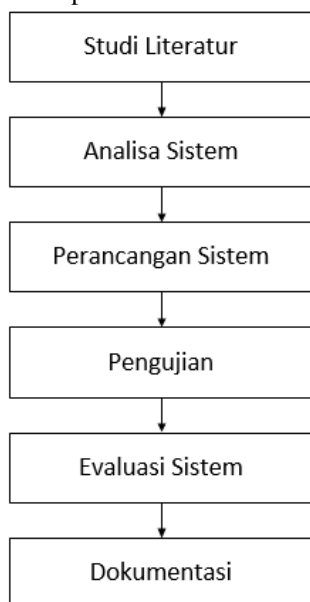 Studi Literatur
Analisa Sistem
Perancangan Sistem
Pengujian
Evaluasi Sistem
Dokumentasi